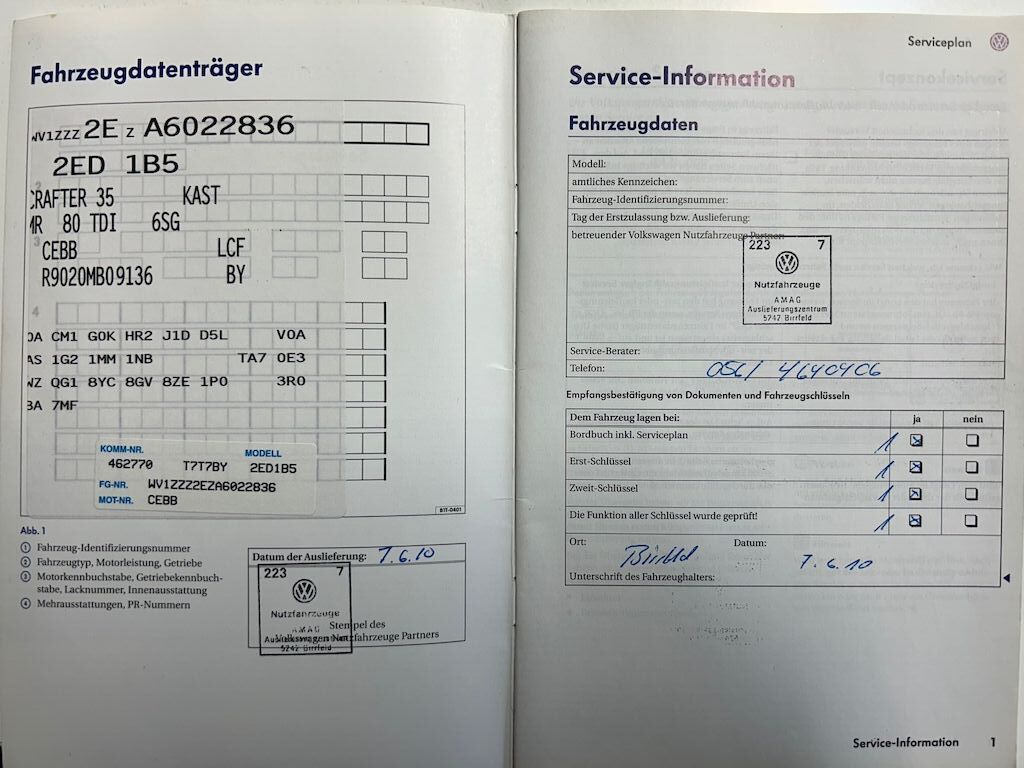 Fahrzeugdatenträger
WV1ZZZ 2E Z A6022836
2ED 1B5
CRAFTER 35 KAST
80 TDI 6SG
CEBB LCF
R9020MB09136 BY
4
0A CM1 G0K HR2 J1D D5L V0A
AS 1G2 1MM 1NB TA7 0E3
WZ QG1 8YC 8GV 8ZE 1P0 3R0
BA 7MF
KOMM-NR. MODELL
462770 T7T7BY 2ED1B5
FG-NR. WV1ZZZ2EZA6022836
MOT-NR. CEBB
B1T-0401
Abb. 1
1 Fahrzeug-Identifizierungsnummer
2 Fahrzeugtyp, Motorleistung, Getriebe
3 Motorkennbuchstabe, Getriebekennbuch-
stabe, Lacknummer, Innenausstattung
4 Mehrausstattungen, PR-Nummern
Datum der Auslieferung: 7.6.10
223 7
Nutzfahrzeuge
AMAG
Auslieferungszentrum
5242 Birrfeld
Stempel des
Volkswagen Nutzfahrzeuge Partners
Serviceplan
Service-Information
Fahrzeugdaten
Modell:
amtliches Kennzeichen:
Fahrzeug-Identifizierungsnummer:
Tag der Erstzulassung bzw. Auslieferung:
betreuender Volkswagen Nutzfahrzeuge Partner:
223 7
Nutzfahrzeuge
AMAG
Auslieferungszentrum
5242 Birrfeld
Service-Berater:
Telefon: 056/ 4640406
Empfangsbestätigung von Dokumenten und Fahrzeugschlüsseln
Dem Fahrzeug lagen bei: ja nein
Bordbuch inkl. Serviceplan 1
Erst-Schlüssel 1
Zweit-Schlüssel 1
Die Funktion aller Schlüssel wurde geprüft! 1
Ort: Birrfeld Datum: 7.6.10
Unterschrift des Fahrzeughalters:
Service-Information 1